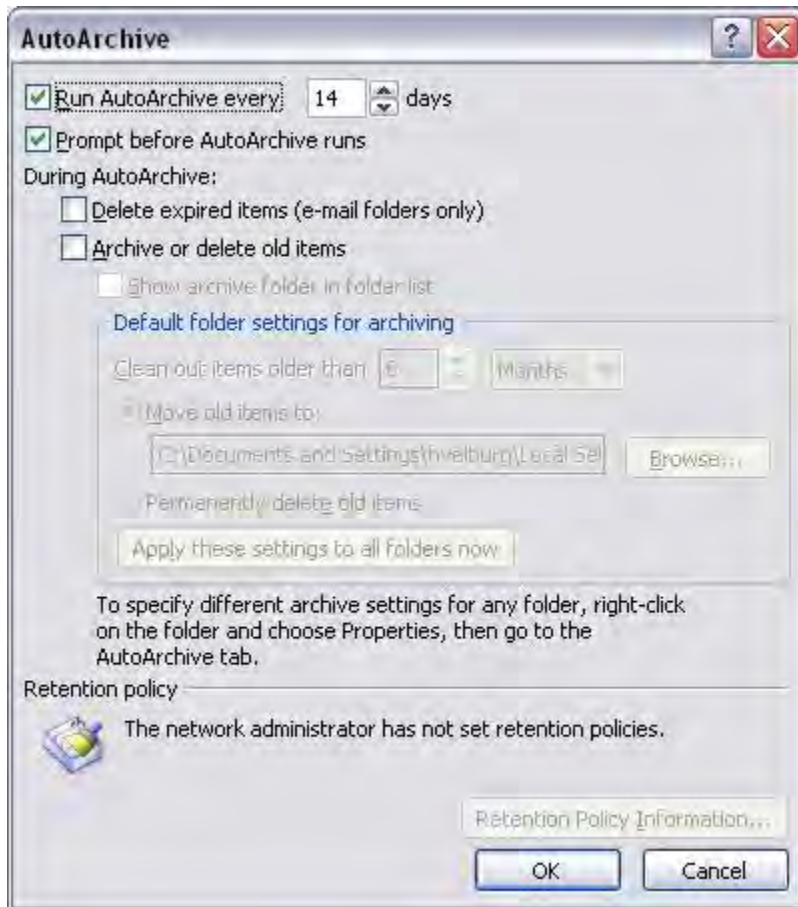 AutoArchive
Run AutoArchive every 14 days
Prompt before AutoArchive runs
During AutoArchive:
Delete expired items (e-mail folders only)
Archive or delete old items
Show archive folder in folder list
Default folder settings for archiving
Clean out items older than 6 Months
Move old items to:
C:\Documents and Settings\hvelburg\Local Se
Browse...
Permanently delete old items
Apply these settings to all folders now
To specify different archive settings for any folder, right-click
on the folder and choose Properties, then go to the
AutoArchive tab.
Retention policy
The network administrator has not set retention policies.
Retention Policy Information...
OK Cancel